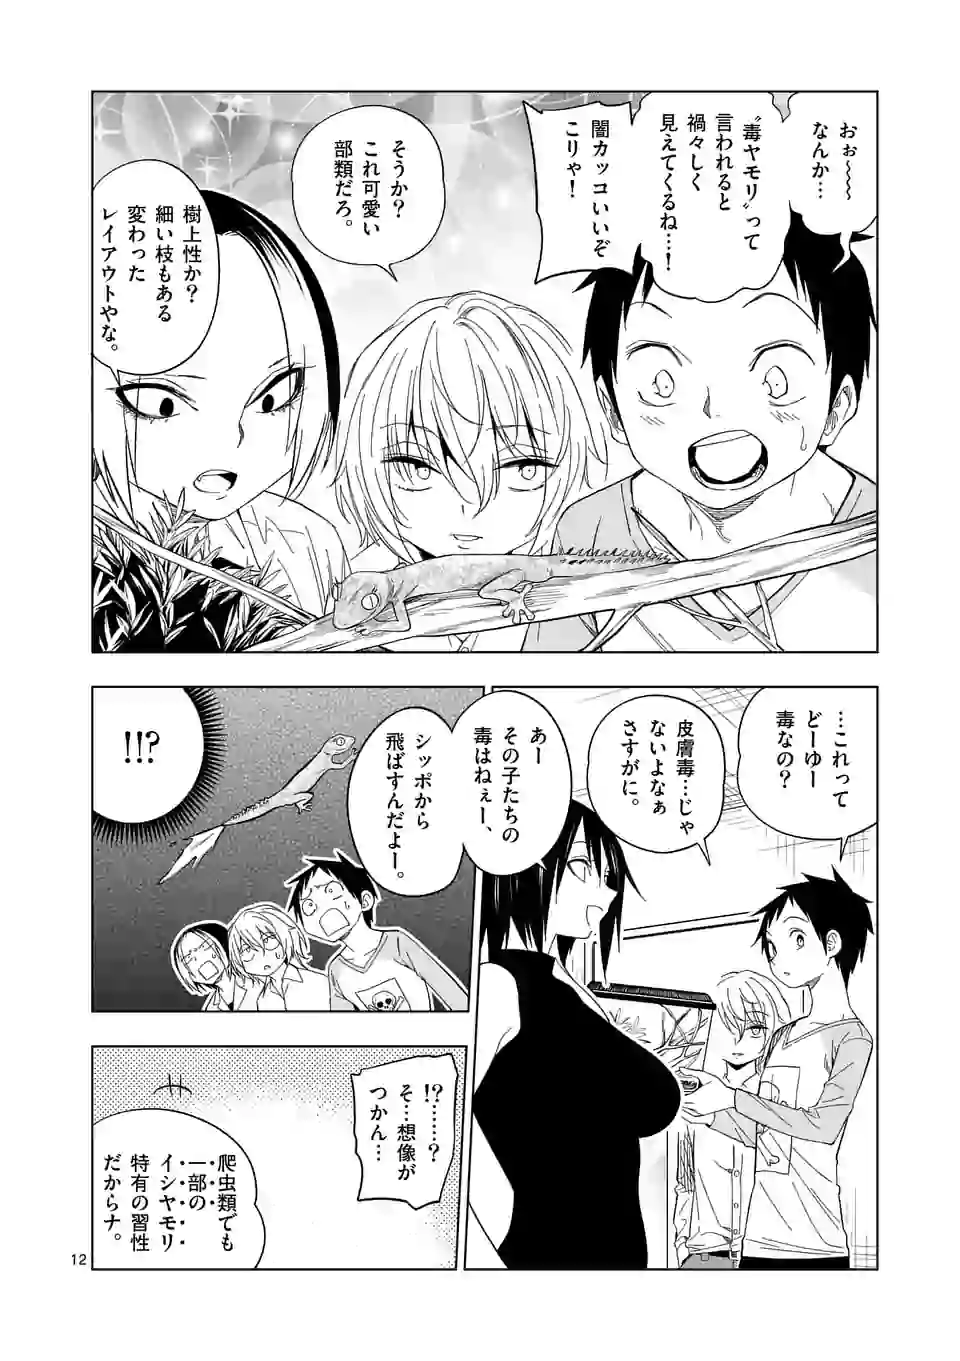 おぉ〜〜〜
なんか…
〝毒ヤモリ〟って
言われると
禍々しく
見えてくるね…!
闇カッコいいぞ
こりゃ!
そうか?
これ可愛い
部類だろ。
樹上性か?
細い枝もある
変わった
レイアウトやな。
…これって
どーゆー
毒なの?
皮膚毒…じゃ
ないよなぁ
さすがに。
あー
その子たちの
毒はねぇー、
シッポから
飛ばすんだよー。
!!?
!?……?
そ…想像が
つかん…
爬虫類でも
一部の
イシヤモリ
特有の習性
だからナ。
12